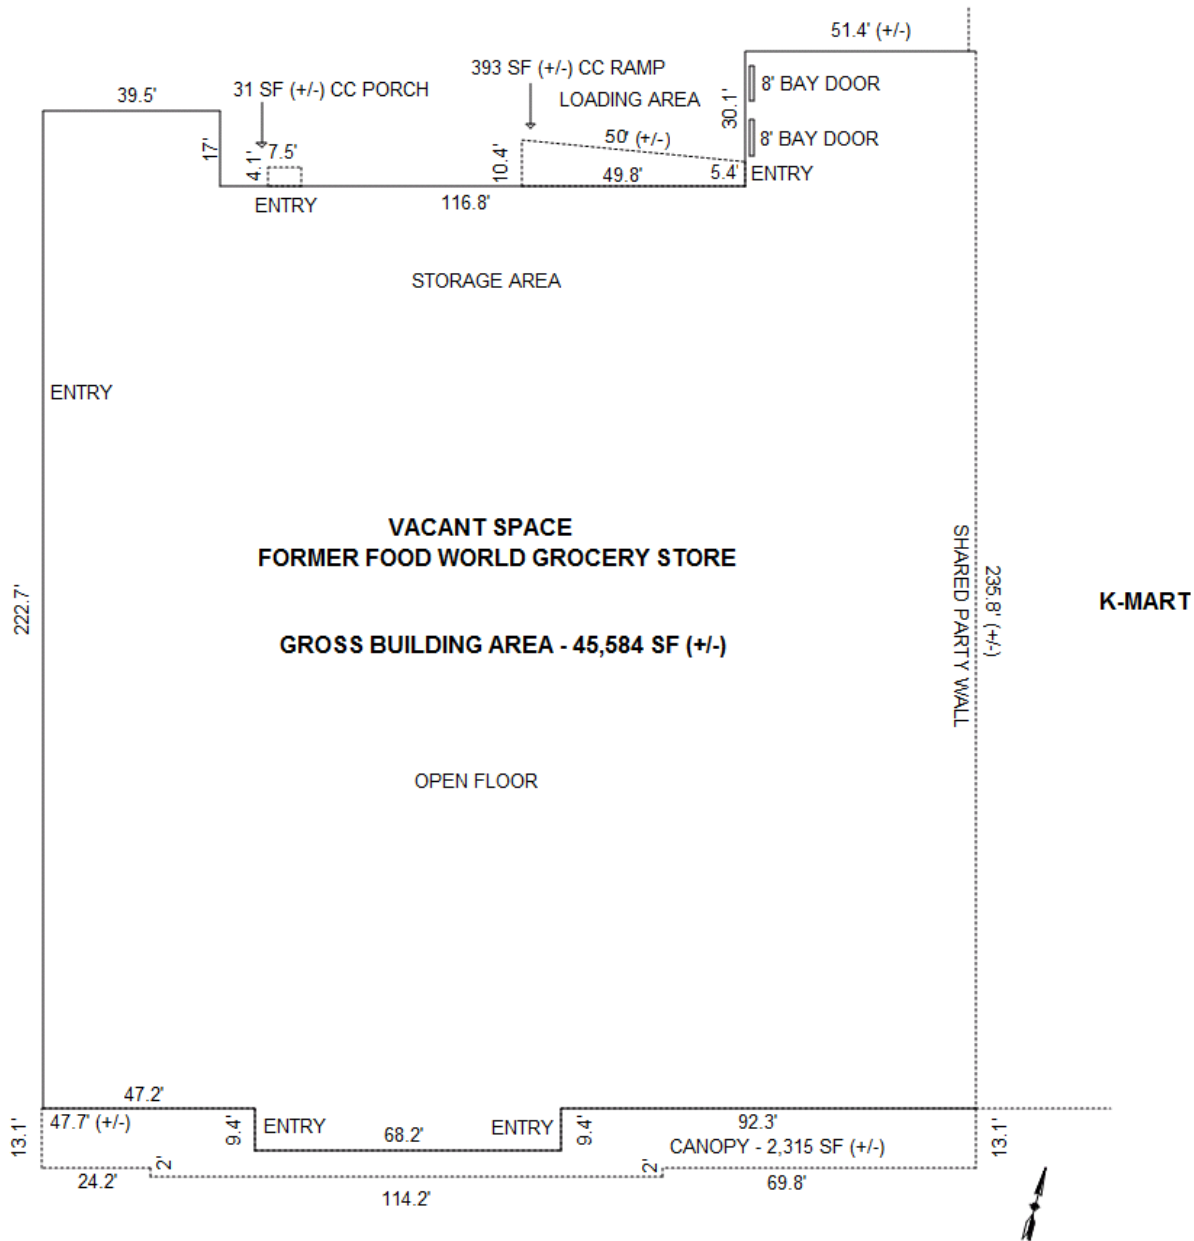 51.4' (+/-)
393 SF (+/-) CC RAMP
31 SF (+/-) CC PORCH
8' BAY DOOR
39.5'
LOADING AREA
30.1'
50' (+/-)
8' BAY DOOR
17'
4.1'
7.5'
10.4'
49.8'
5.4'
ENTRY
ENTRY
116.8'
STORAGE AREA
ENTRY
VACANT SPACE
FORMER FOOD WORLD GROCERY STORE
SHARED PARTY WALL
235.8' (+/-)
K-MART
222.7'
GROSS BUILDING AREA - 45,584 SF (+/-)
OPEN FLOOR
47.2'
13.1'
47.7' (+/-)
9.4'
ENTRY
68.2'
ENTRY
9.4'
92.3'
CANOPY - 2,315 SF (+/-)
13.1'
24.2'
2'
114.2'
2'
69.8'